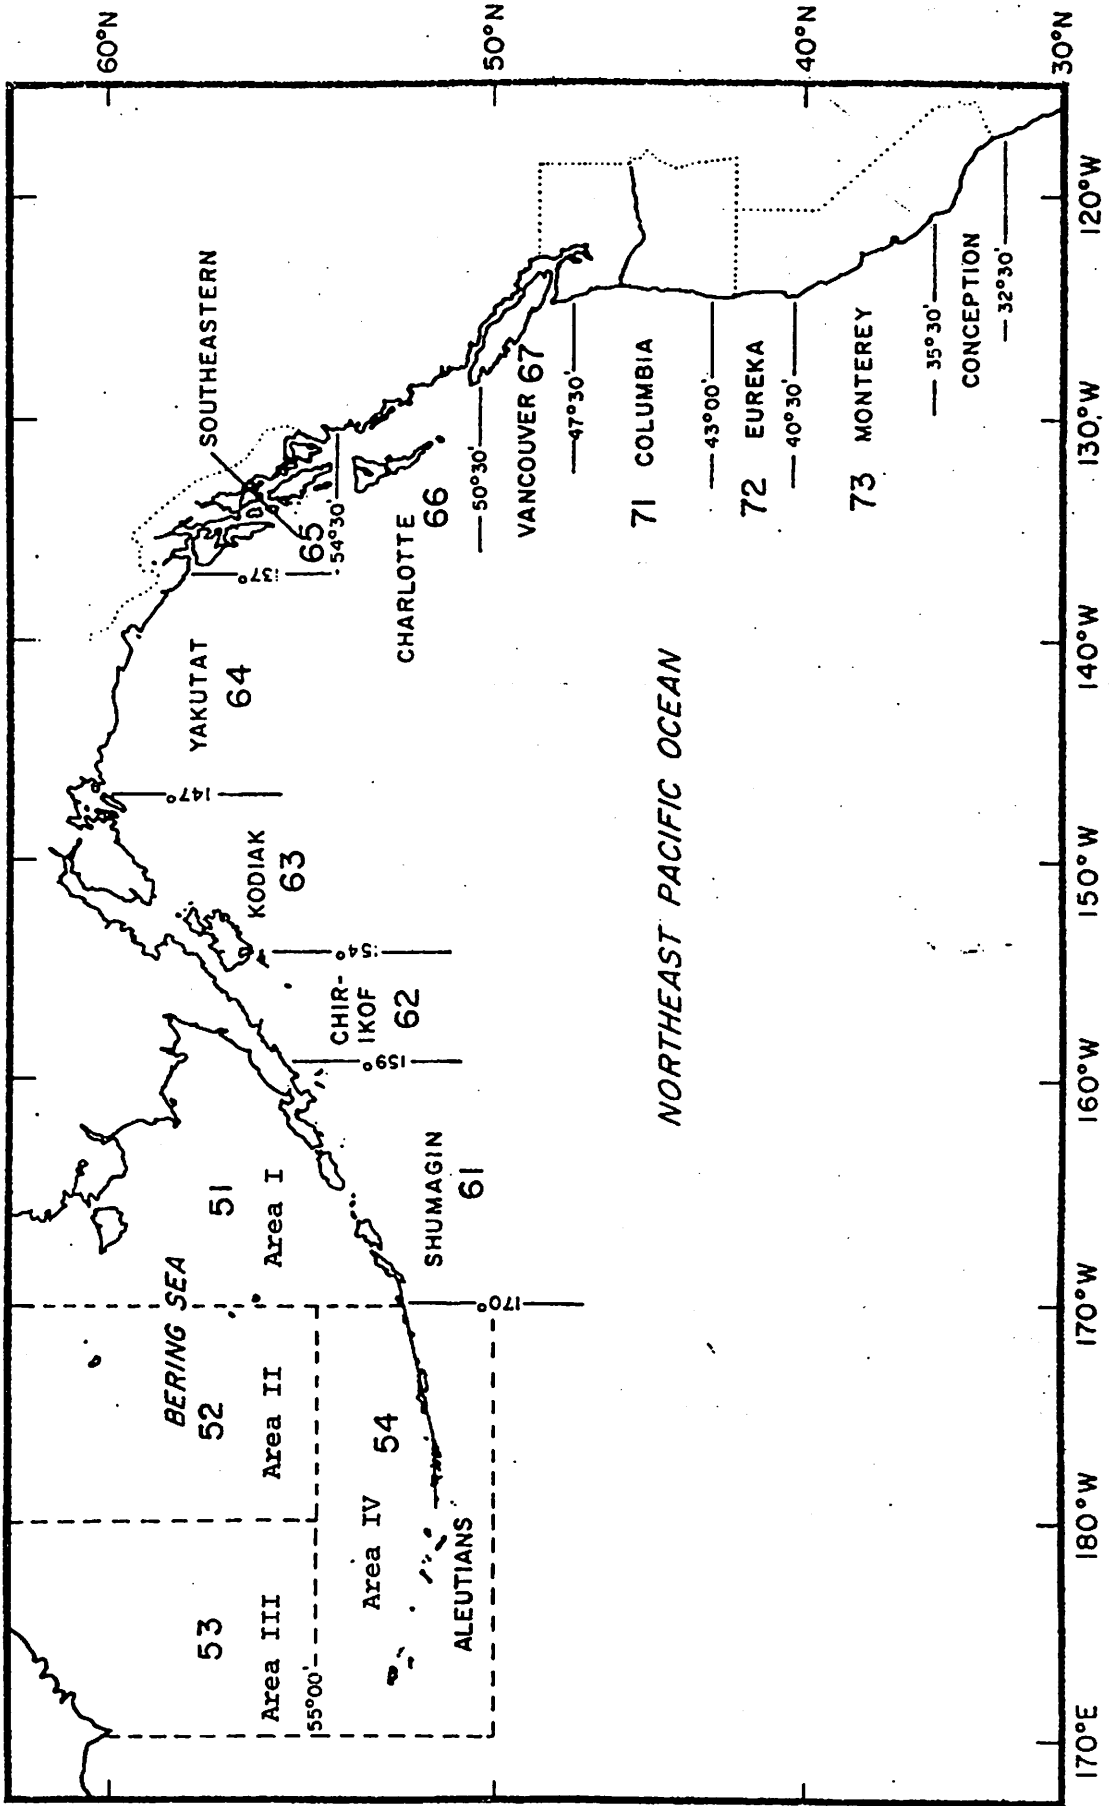 60°N
50°N
40°N
30°N
SOUTHEASTERN
65
54°30'
137°
YAKUTAT
64
147°
KODIAK
63
154°
CHIR-
IKOF
62
159°
SHUMAGIN
61
170°
BERING SEA
51
Area I
52
Area II
53
Area III
55°00'
54
Area IV
ALEUTIANS
CHARLOTTE
66
50°30'
VANCOUVER 67
47°30'
71 COLUMBIA
43°00'
72 EUREKA
40°30'
73 MONTEREY
35°30'
CONCEPTION
32°30'
NORTHEAST PACIFIC OCEAN
170°E
180°W
170°W
160°W
150°W
140°W
130°W
120°W